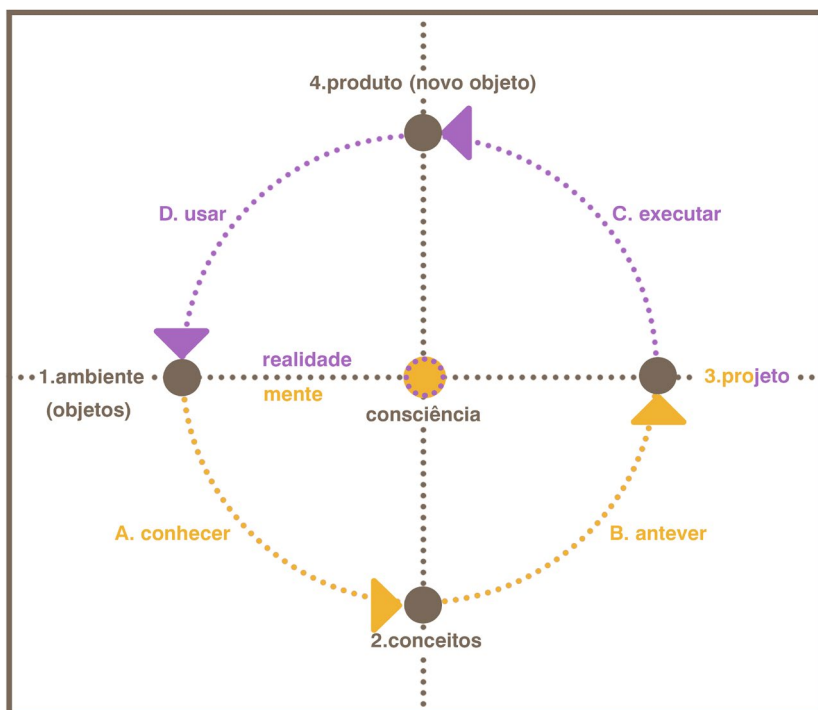 4.produto (novo objeto)
D. usar
C. executar
realidade
1.ambiente
(objetos)
3.projeto
mente
consciência
A. conhecer
B. antever
2.conceitos